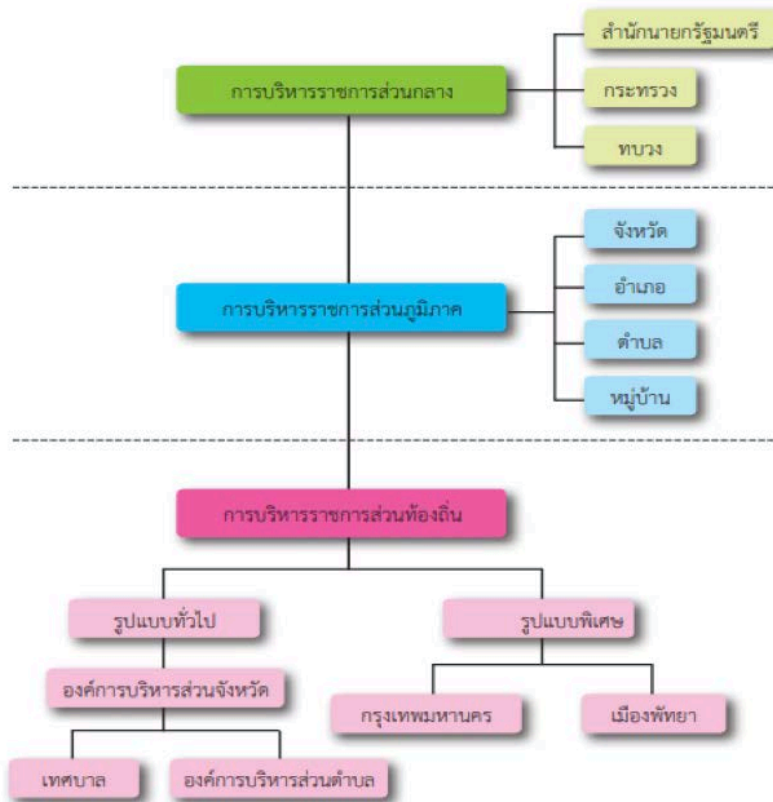 สำนักนายกรัฐมนตรี
การบริหารราชการส่วนกลาง
กระทรวง
ทบวง
จังหวัด
อำเภอ
การบริหารราชการส่วนภูมิภาค
ตำบล
หมู่บ้าน
การบริหารราชการส่วนท้องถิ่น
รูปแบบทั่วไป
รูปแบบพิเศษ
องค์การบริหารส่วนจังหวัด
กรุงเทพมหานคร
เมืองพัทยา
เทศบาล
องค์การบริหารส่วนตำบล